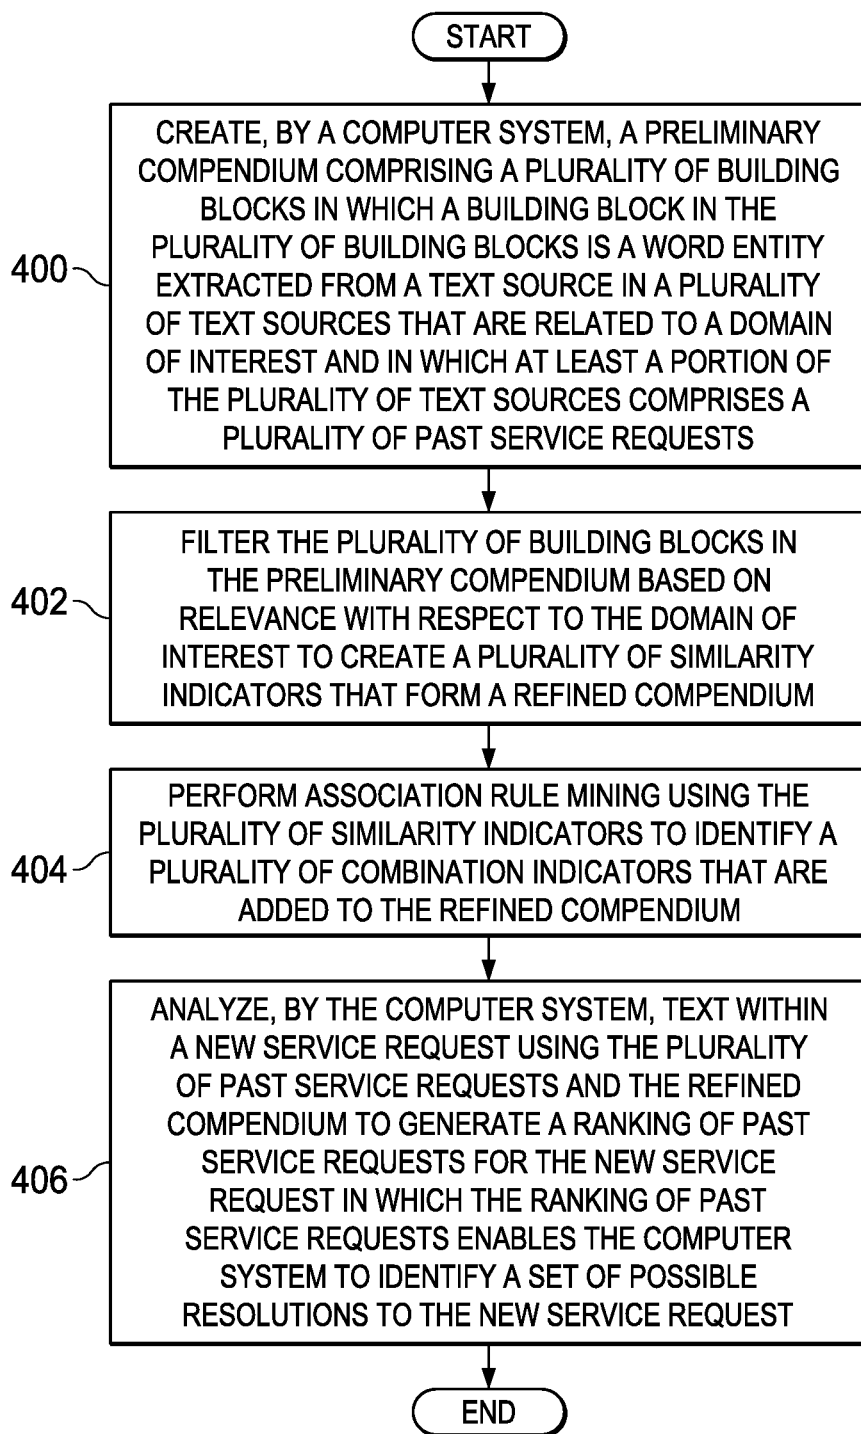 START
CREATE, BY A COMPUTER SYSTEM, A PRELIMINARY
COMPENDIUM COMPRISING A PLURALITY OF BUILDING
BLOCKS IN WHICH A BUILDING BLOCK IN THE
PLURALITY OF BUILDING BLOCKS IS A WORD ENTITY
EXTRACTED FROM A TEXT SOURCE IN A PLURALITY
OF TEXT SOURCES THAT ARE RELATED TO A DOMAIN
OF INTEREST AND IN WHICH AT LEAST A PORTION OF
THE PLURALITY OF TEXT SOURCES COMPRISES A
PLURALITY OF PAST SERVICE REQUESTS
400
FILTER THE PLURALITY OF BUILDING BLOCKS IN
THE PRELIMINARY COMPENDIUM BASED ON
RELEVANCE WITH RESPECT TO THE DOMAIN OF
INTEREST TO CREATE A PLURALITY OF SIMILARITY
INDICATORS THAT FORM A REFINED COMPENDIUM
402
PERFORM ASSOCIATION RULE MINING USING THE
PLURALITY OF SIMILARITY INDICATORS TO IDENTIFY A
PLURALITY OF COMBINATION INDICATORS THAT ARE
ADDED TO THE REFINED COMPENDIUM
404
ANALYZE, BY THE COMPUTER SYSTEM, TEXT WITHIN
A NEW SERVICE REQUEST USING THE PLURALITY
OF PAST SERVICE REQUESTS AND THE REFINED
COMPENDIUM TO GENERATE A RANKING OF PAST
SERVICE REQUESTS FOR THE NEW SERVICE
REQUEST IN WHICH THE RANKING OF PAST
SERVICE REQUESTS ENABLES THE COMPUTER
SYSTEM TO IDENTIFY A SET OF POSSIBLE
RESOLUTIONS TO THE NEW SERVICE REQUEST
406
END